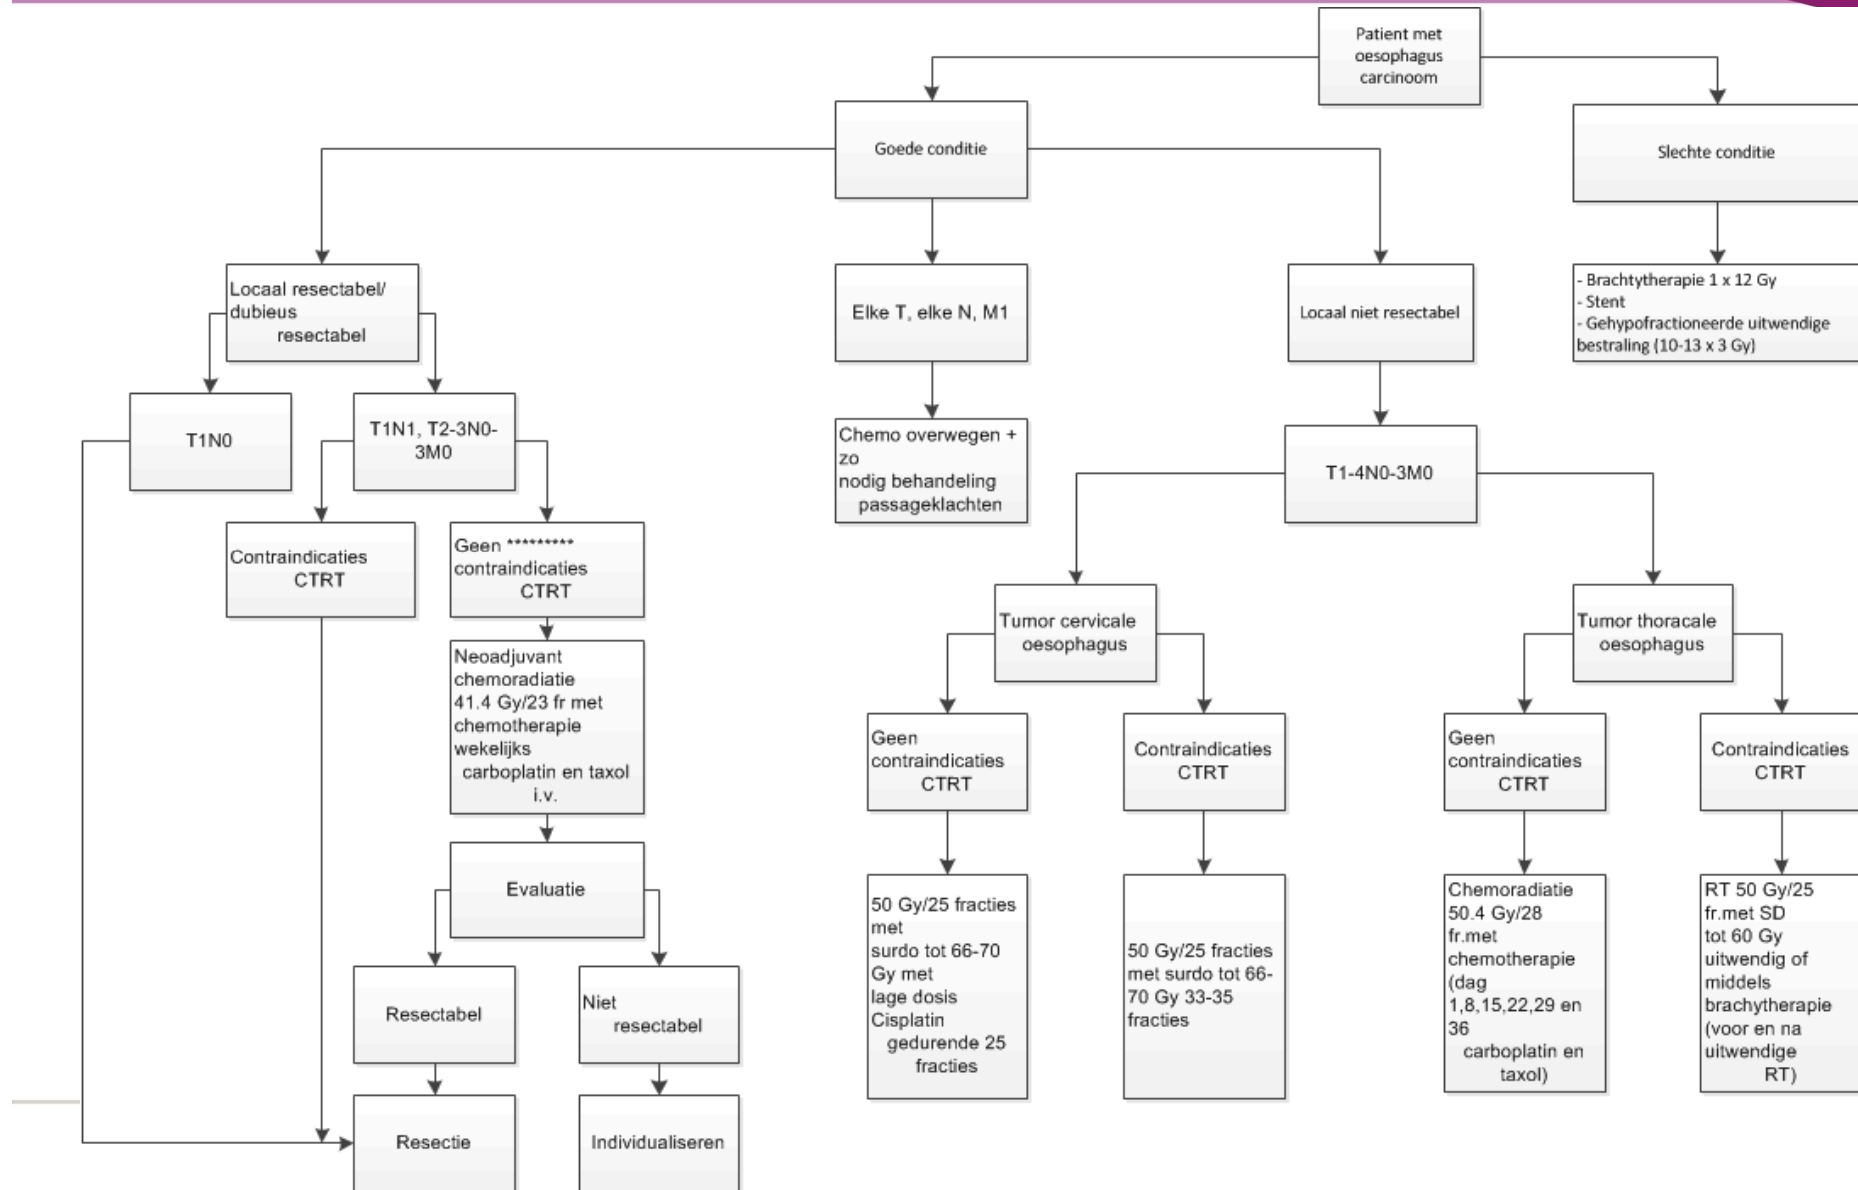 Patient met
oesophagus
carcinoom
Goede conditie
Slechte conditie
Locaal resectabel/
dubieus
resectabel
Elke T, elke N, M1
Locaal niet resectabel
- Brachtytherapie 1 x 12 Gy
- Stent
- Gehypofractioneerde uitwendige
bestraling (10-13 x 3 Gy)
T1N0
T1N1, T2-3N0-
3M0
Chemo overwegen +
zo
nodig behandeling
passageklachten
T1-4N0-3M0
Contraindicaties
CTRT
Geen *********
contraindicaties
CTRT
Tumor cervicale
oesophagus
Tumor thoracale
oesophagus
Neoadjuvant
chemoradiatie
41.4 Gy/23 fr met
chemotherapie
wekelijks
carboplatin en taxol
i.v.
Geen
contraindicaties
CTRT
Contraindicaties
CTRT
Geen
contraindicaties
CTRT
Contraindicaties
CTRT
Evaluatie
50 Gy/25 fracties
met
surdo tot 66-70
Gy met
lage dosis
Cisplatin
gedurende 25
fracties
50 Gy/25 fracties
met surdo tot 66-
70 Gy 33-35
fracties
Chemoradiatie
50.4 Gy/28
fr.met
chemotherapie
(dag
1,8,15,22,29 en
36
carboplatin en
taxol)
RT 50 Gy/25
fr.met SD
tot 60 Gy
uitwendig of
middels
brachytherapie
(voor en na
uitwendige
RT)
Resectabel
Niet
resectabel
Resectie
Individualiseren